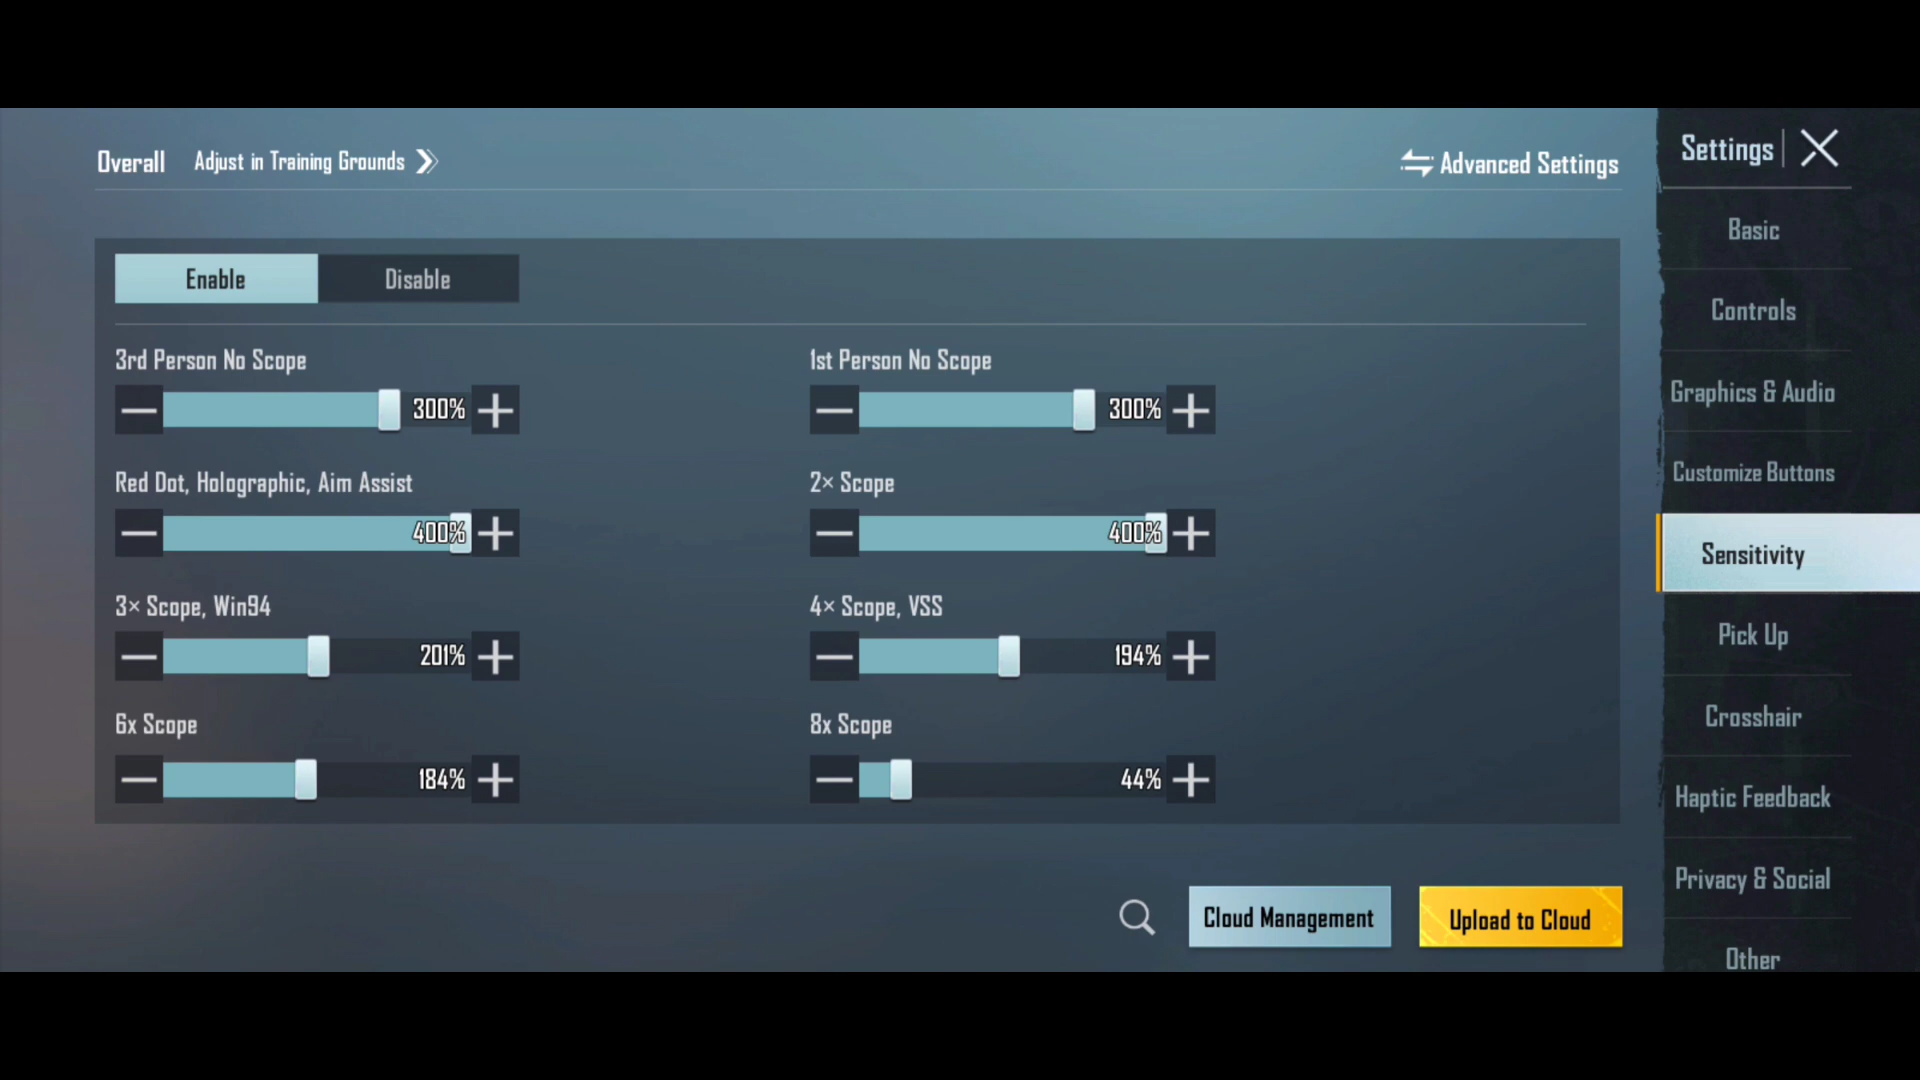 Overall
Adjust in Training Grounds
Advanced Settings
Settings
Enable
Disable
3rd Person No Scope
300%
1st Person No Scope
300%
Red Dot, Holographic, Aim Assist
400%
2× Scope
400%
3× Scope, Win94
201%
4× Scope, VSS
194%
6x Scope
184%
8x Scope
44%
Cloud Management
Upload to Cloud
Basic
Controls
Graphics & Audio
Customize Buttons
Sensitivity
Pick Up
Crosshair
Haptic Feedback
Privacy & Social
Other